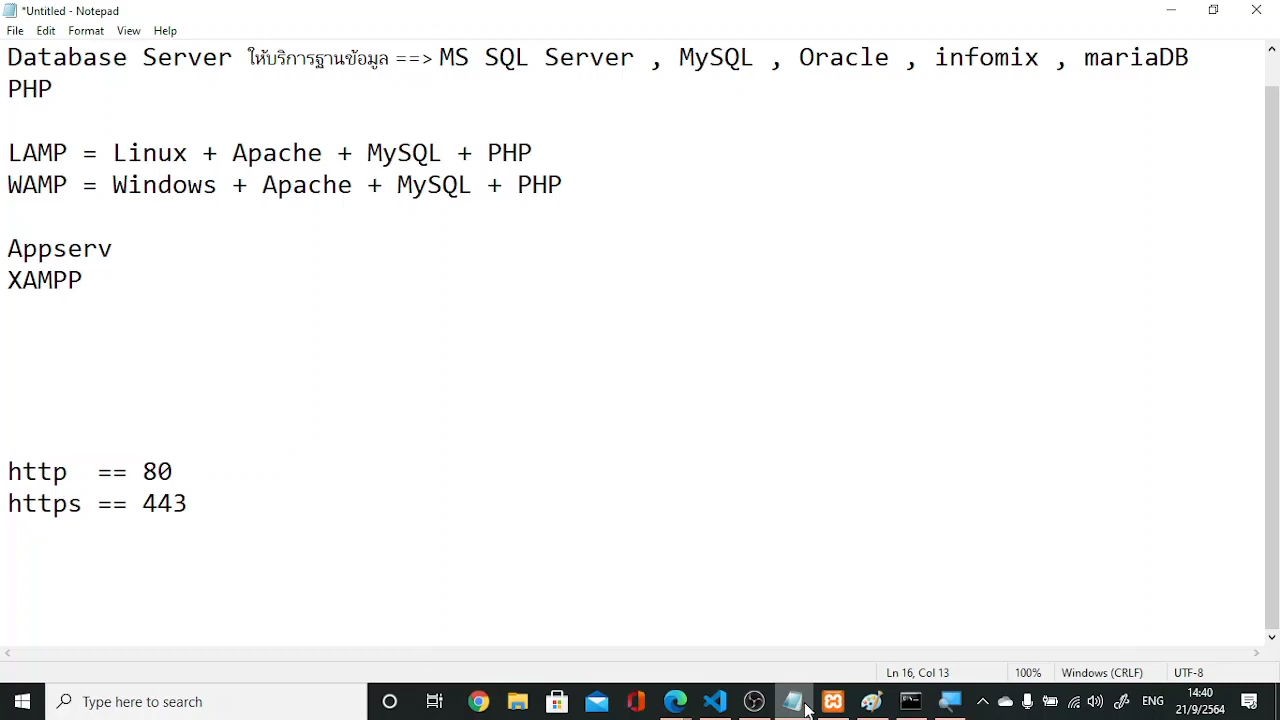 *Untitled - Notepad
File Edit Format View Help
Database Server ให้บริการฐานข้อมูล ==> MS SQL Server , MySQL , Oracle , infomix , mariaDB
PHP
LAMP = Linux + Apache + MySQL + PHP
WAMP = Windows + Apache + MySQL + PHP
Appserv
XAMPP
http == 80
https == 443
Ln 16, Col 13 100% Windows (CRLF) UTF-8
Type here to search
ENG
14:40
21/9/2564